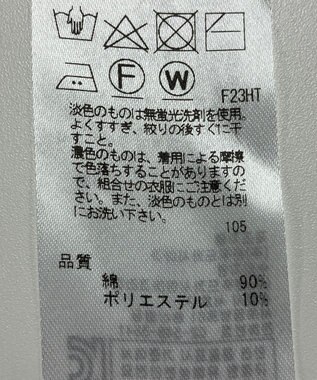 F
W
F23HT
淡色のものは無蛍光洗剤を使用。
よくすすぎ、絞りの後すぐに干
すこと。
濃色のものは、着用による摩擦
で色落ちすることがありますの
で、組合せの衣服にご注意くださ
い。また、淡色のものとは別
にお洗い下さい。
105
品質
綿 90%
ポリエステル 10%